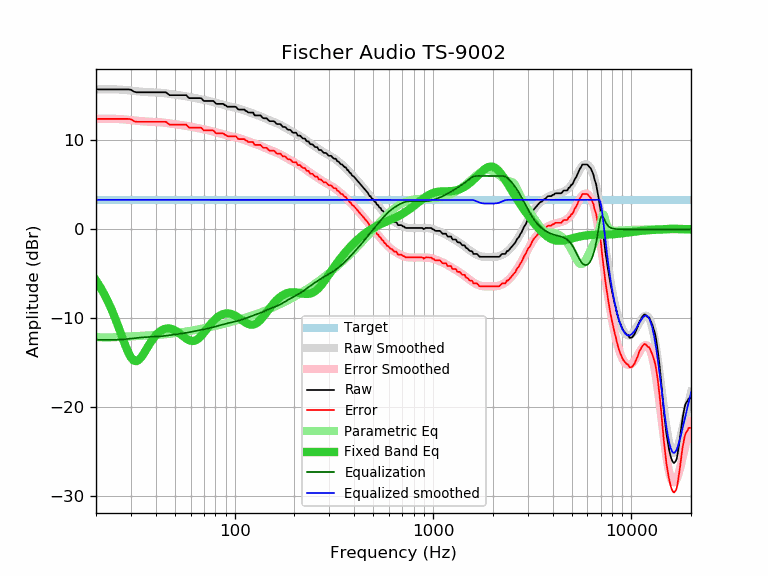 Fischer Audio TS-9002
Amplitude (dBr)
10
0
−10
−20
−30
Target
Raw Smoothed
Error Smoothed
Raw
Error
Parametric Eq
Fixed Band Eq
Equalization
Equalized smoothed
100
1000
10000
Frequency (Hz)